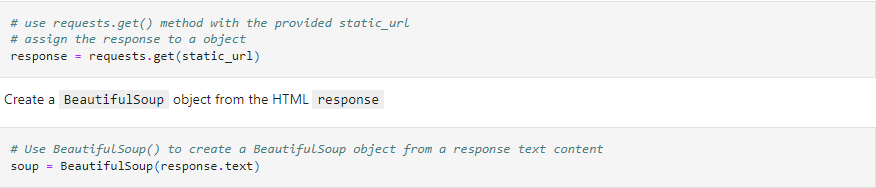 # use requests.get() method with the provided static_url
# assign the response to a object
response = requests.get(static_url)
Create a BeautifulSoup object from the HTML response
# Use BeautifulSoup() to create a BeautifulSoup object from a response text content
soup = BeautifulSoup(response.text)